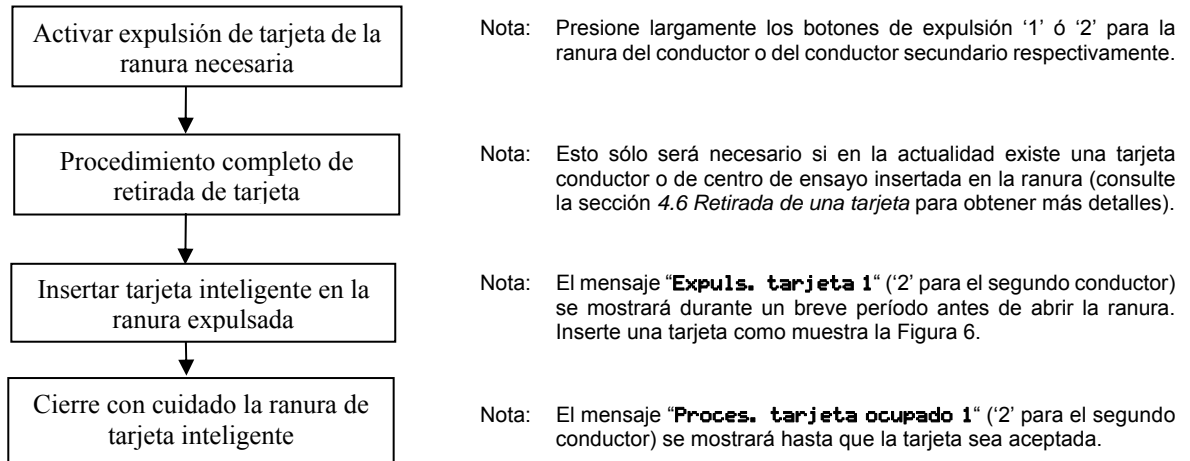 Activar expulsión de tarjeta de la
ranura necesaria
Nota: Presione largamente los botones de expulsión ‘1’ ó ‘2’ para la
ranura del conductor o del conductor secundario respectivamente.
Procedimiento completo de
retirada de tarjeta
Nota: Esto sólo será necesario si en la actualidad existe una tarjeta
conductor o de centro de ensayo insertada en la ranura (consulte
la sección 4.6 Retirada de una tarjeta para obtener más detalles).
Insertar tarjeta inteligente en la
ranura expulsada
Nota: El mensaje “Expuls. tarjeta 1“ (‘2’ para el segundo conductor)
se mostrará durante un breve período antes de abrir la ranura.
Inserte una tarjeta como muestra la Figura 6.
Cierre con cuidado la ranura de
tarjeta inteligente
Nota: El mensaje “Proces. tarjeta ocupado 1“ (‘2’ para el segundo
conductor) se mostrará hasta que la tarjeta sea aceptada.